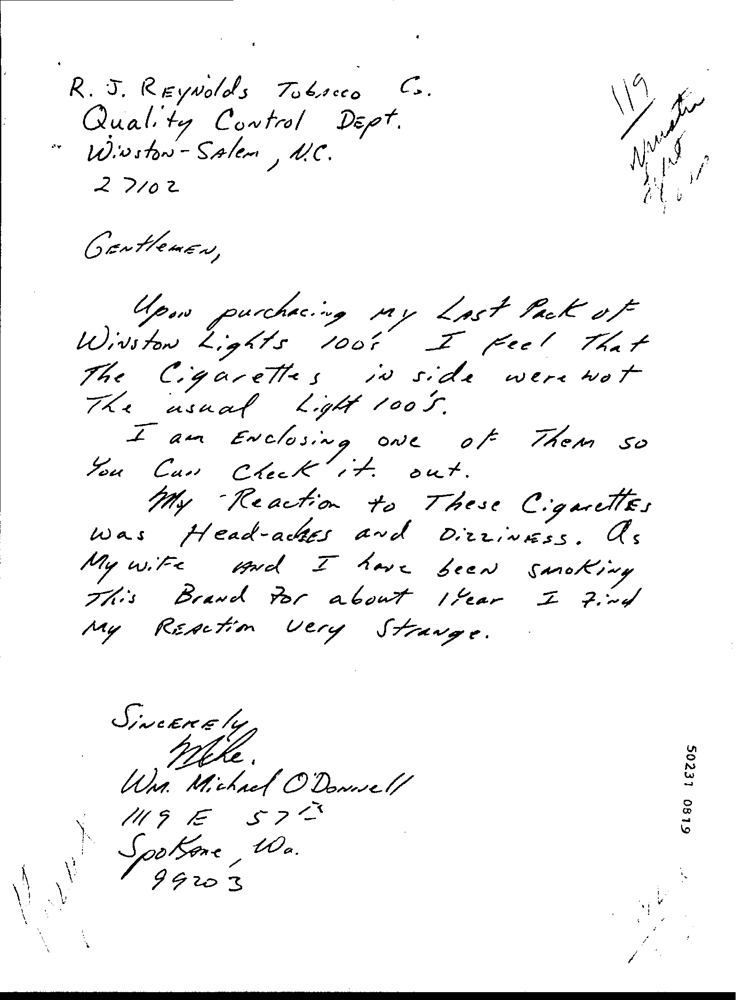 R. J. Reynolds Tobacco Co.
Quality Control Dept.
Winston-Salem, N.C.
27102
119
Gentlemen,
Upon purchacing my Last Pack of
Winston Lights 100's I feel That
The Cigarettes in side were not
The usual Light 100's.
I am Enclosing one of Them so
You Can Check it out.
My Reaction to These Cigarettes
was Head-aches and Dizziness. As
My wife and I have been smoking
This Brand For about 1 Year I Find
My Reaction very Strange.
Sincerely
Mike.
Wm. Michael O'Donnell
1119 E 57th
Spokane, Wa.
99203
50231 0819